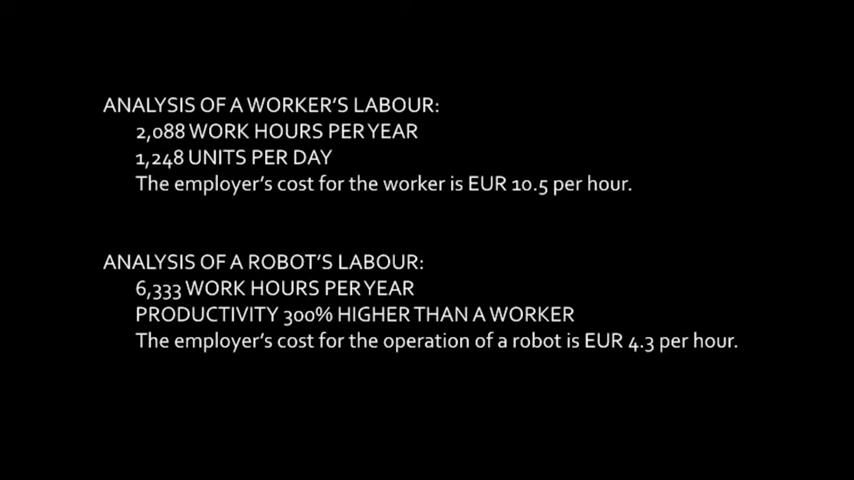 ANALYSIS OF A WORKER'S LABOUR:
2,088 WORK HOURS PER YEAR
1,248 UNITS PER DAY
The employer's cost for the worker is EUR 10.5 per hour.
ANALYSIS OF A ROBOT'S LABOUR:
6,333 WORK HOURS PER YEAR
PRODUCTIVITY 300% HIGHER THAN A WORKER
The employer's cost for the operation of a robot is EUR 4.3 per hour.